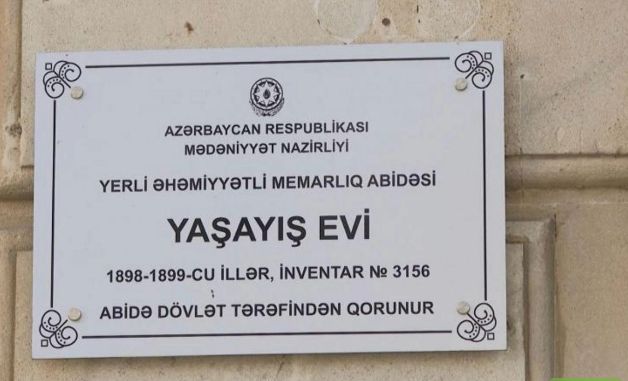 AZƏRBAYCAN RESPUBLİKASI
MƏDƏNİYYƏT NAZİRLİYİ
YERLİ ƏHƏMİYYƏTLİ MEMARLIQ ABİDƏSİ
YAŞAYIŞ EVİ
1898-1899-CU İLLƏR, İNVENTAR № 3156
ABİDƏ DÖVLƏT TƏRƏFİNDƏN QORUNUR